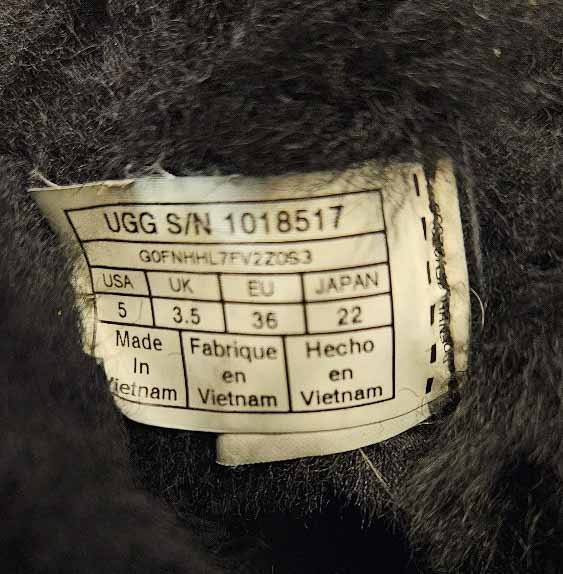 UGG S/N 1018517
G0FNHHL7FV2Z0S3
USA UK EU JAPAN
5 3.5 36 22
Made Fabrique Hecho
In en en
Vietnam Vietnam Vietnam